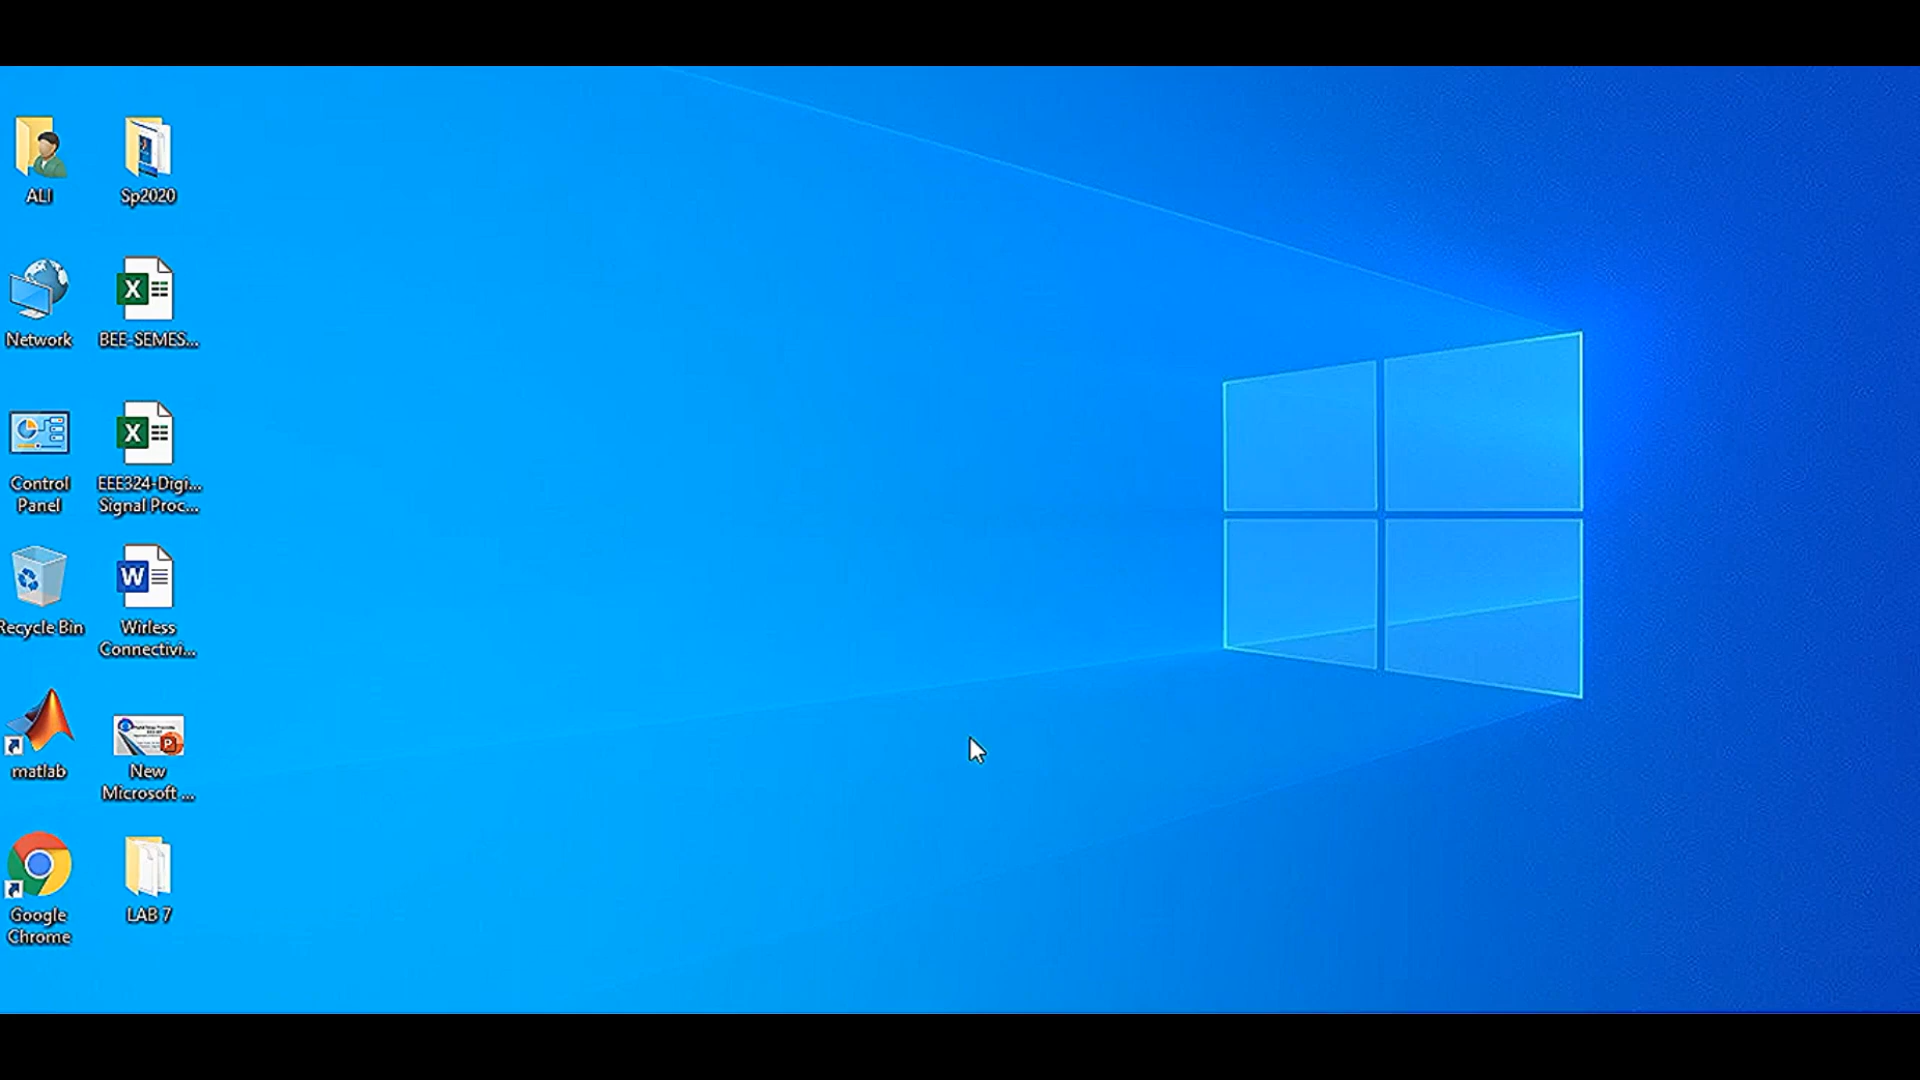 ALI
Sp2020
Network
BEE-SEMES...
Control
Panel
EEE324-Digi...
Signal Proc...
Recycle Bin
Wirless
Connectivi...
matlab
New
Microsoft ...
Google
Chrome
LAB 7